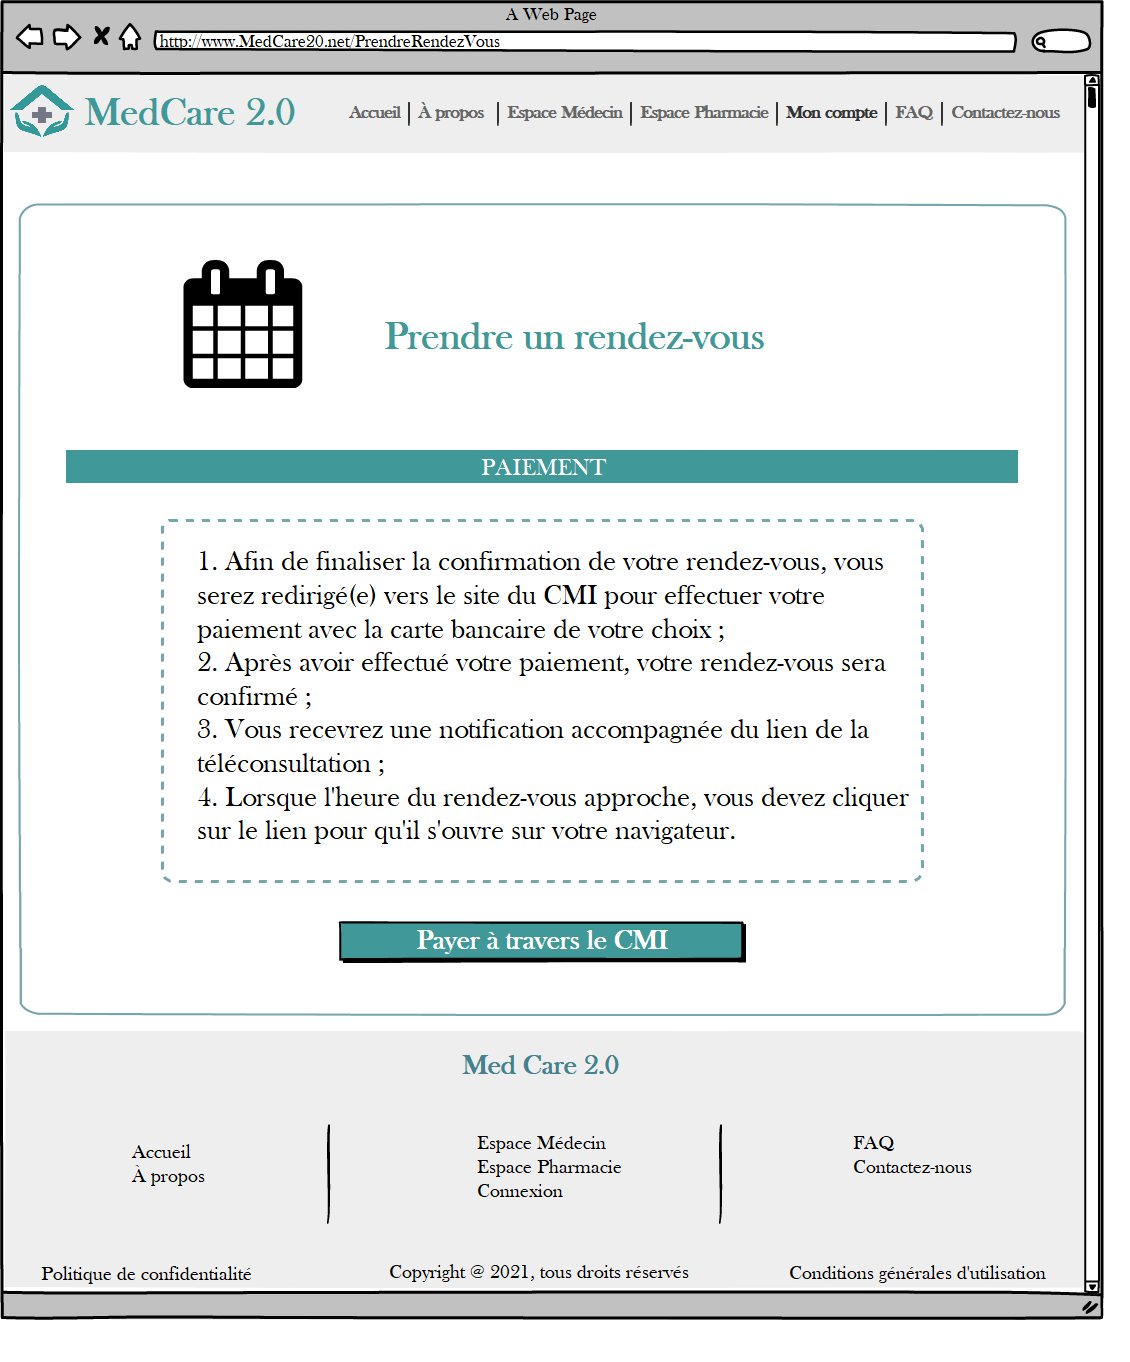 A Web Page
http://www.MedCare20.net/PrendreRendezVous
MedCare 2.0
Accueil | À propos | Espace Médecin | Espace Pharmacie | Mon compte | FAQ | Contactez-nous
Prendre un rendez-vous
PAIEMENT
1. Afin de finaliser la confirmation de votre rendez-vous, vous
serez redirigé(e) vers le site du CMI pour effectuer votre
paiement avec la carte bancaire de votre choix ;
2. Après avoir effectué votre paiement, votre rendez-vous sera
confirmé ;
3. Vous recevrez une notification accompagnée du lien de la
téléconsultation ;
4. Lorsque l'heure du rendez-vous approche, vous devez cliquer
sur le lien pour qu'il s'ouvre sur votre navigateur.
Payer à travers le CMI
Med Care 2.0
Accueil
À propos
Espace Médecin
Espace Pharmacie
Connexion
FAQ
Contactez-nous
Politique de confidentialité
Copyright @ 2021, tous droits réservés
Conditions générales d'utilisation